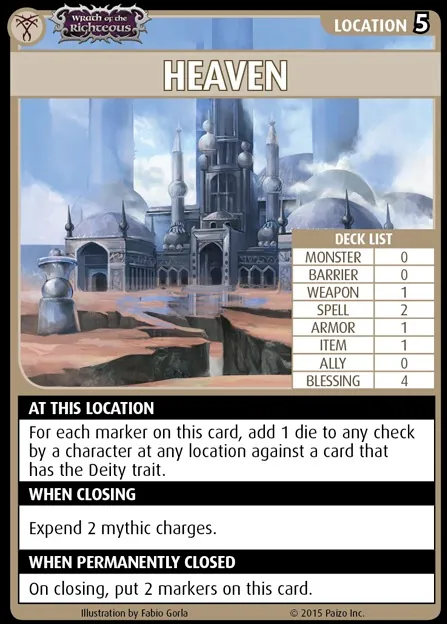 Wrath of the
Righteous
LOCATION 5
HEAVEN
DECK LIST
MONSTER 0
BARRIER 0
WEAPON 1
SPELL 2
ARMOR 1
ITEM 1
ALLY 0
BLESSING 4
AT THIS LOCATION
For each marker on this card, add 1 die to any check
by a character at any location against a card that
has the Deity trait.
WHEN CLOSING
Expend 2 mythic charges.
WHEN PERMANENTLY CLOSED
On closing, put 2 markers on this card.
Illustration by Fabio Gorla © 2015 Paizo Inc.